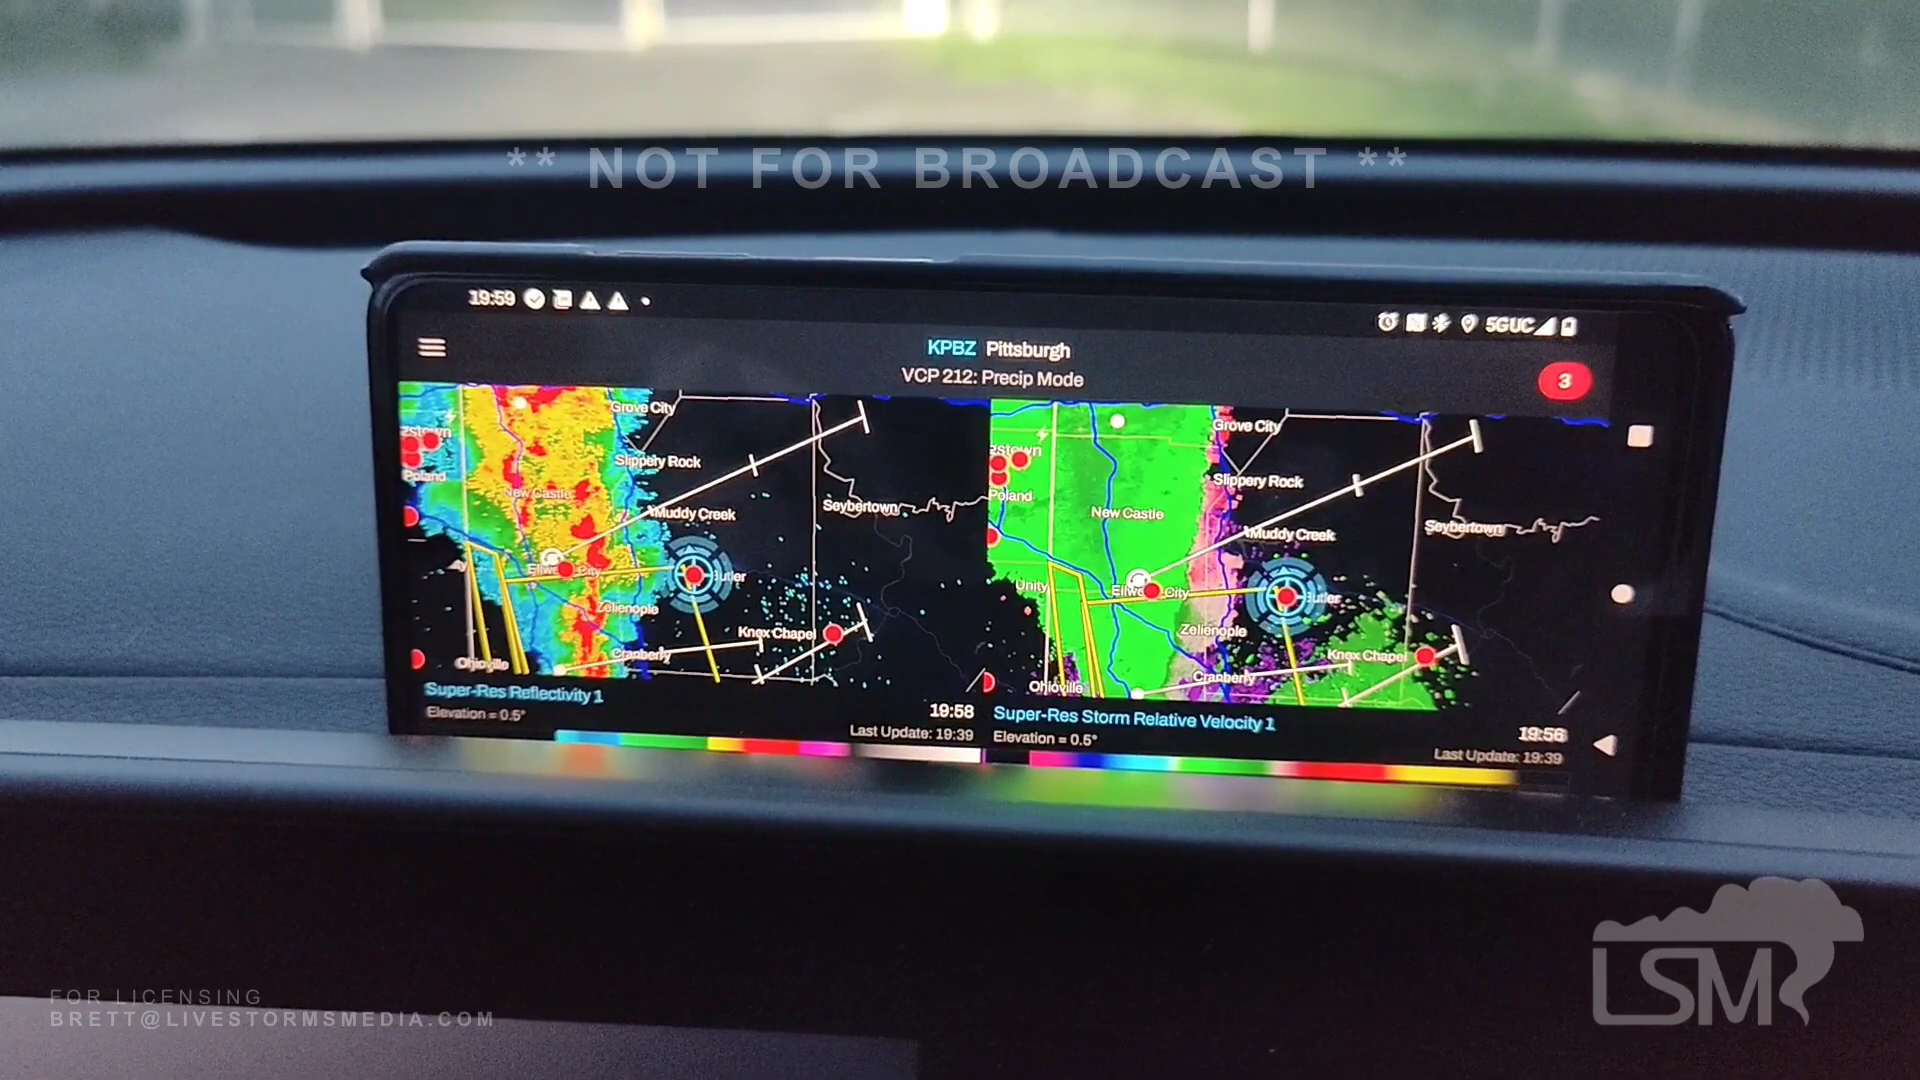 ** NOT FOR BROADCAST **
19:59
5GUC
KPBZ Pittsburgh
VCP 212: Precip Mode
3
Grove City
Slippery Rock
Poland
New Castle
Muddy Creek
Seybertown
Ellwo City
Butler
Zelienople
Knox Chapel
Cranberry
Ohioville
Super-Res Reflectivity 1
Elevation = 0.5°
19:58
Last Update: 19:39
Grove City
Slippery Rock
Poland
New Castle
Muddy Creek
Seybertown
Unity
Ellwo City
Butler
Zelienople
Knox Chapel
Cranberry
Ohioville
Super-Res Storm Relative Velocity 1
Elevation = 0.5°
19:56
Last Update: 19:39
LSM
FOR LICENSING
BRETT@LIVESTORMSMEDIA.COM